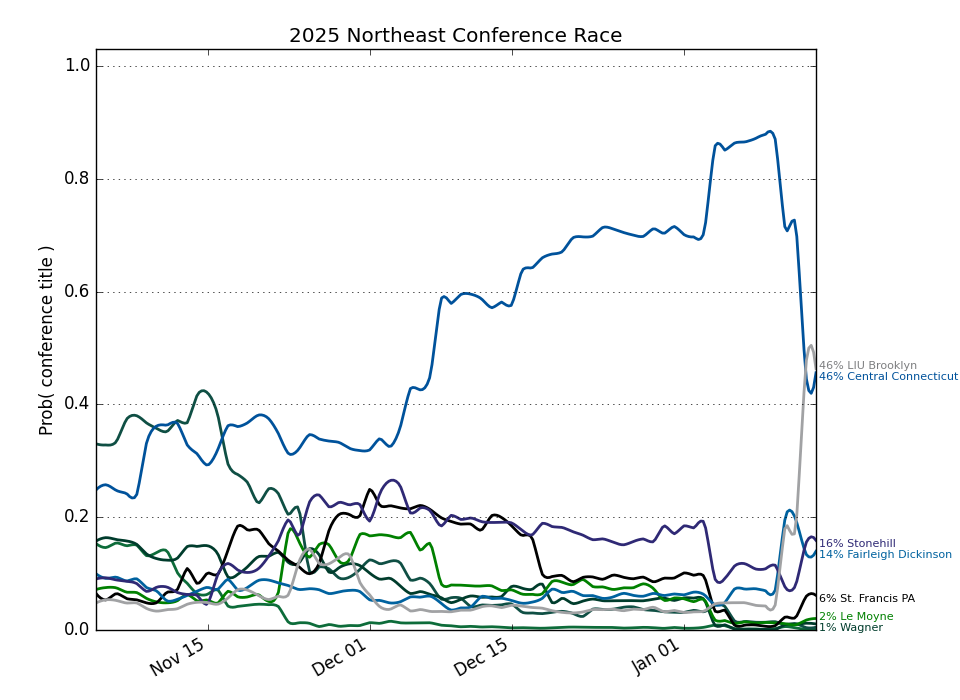 2025 Northeast Conference Race
1.0
0.8
0.6
0.4
0.2
0.0
Prob( conference title )
Nov 15
Dec 01
Dec 15
Jan 01
46% LIU Brooklyn
46% Central Connecticut
16% Stonehill
14% Fairleigh Dickinson
6% St. Francis PA
2% Le Moyne
1% Wagner